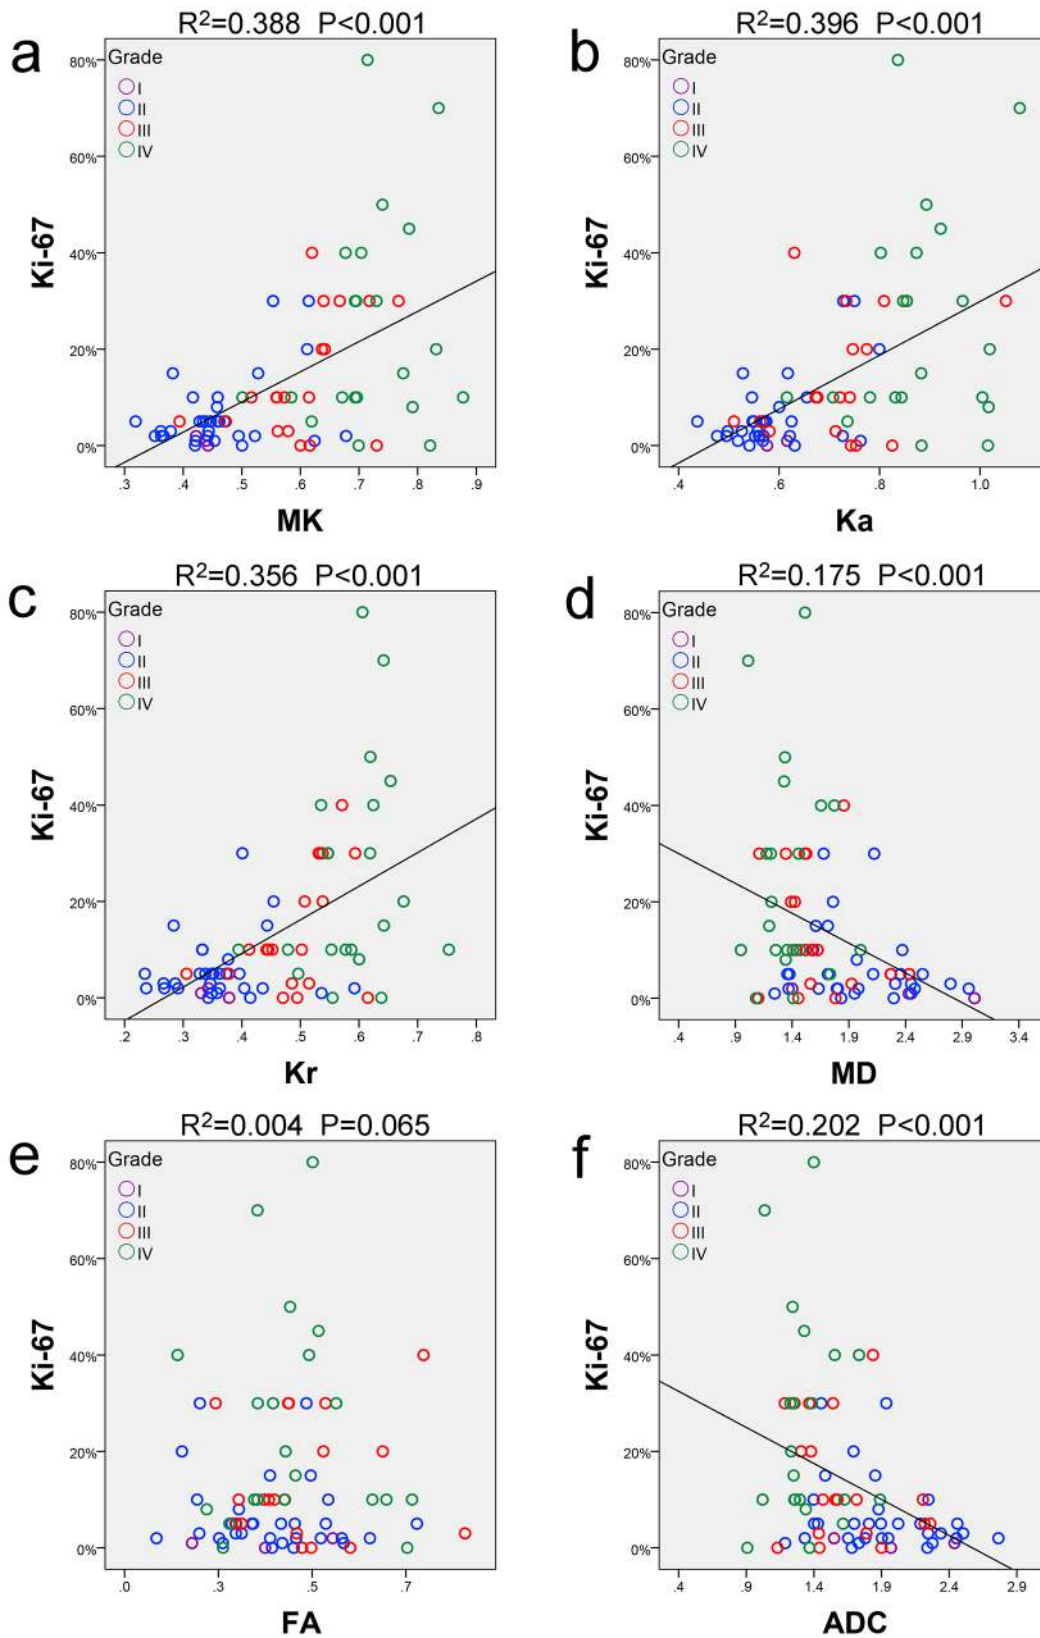 R²=0.388 P<0.001
R²=0.396 P<0.001
a
b
Grade
I
II
III
IV
80%
60%
40%
20%
0%
Ki-67
.3 .4 .5 .6 .7 .8 .9
MK
Grade
I
II
III
IV
80%
60%
40%
20%
0%
Ki-67
.4 .6 .8 1.0
Ka
R²=0.356 P<0.001
R²=0.175 P<0.001
c
d
Grade
I
II
III
IV
80%
60%
40%
20%
0%
Ki-67
.2 .3 .4 .5 .6 .7 .8
Kr
Grade
I
II
III
IV
80%
60%
40%
20%
0%
Ki-67
.4 .9 1.4 1.9 2.4 2.9 3.4
MD
R²=0.004 P=0.065
R²=0.202 P<0.001
e
f
Grade
I
II
III
IV
80%
60%
40%
20%
0%
Ki-67
.0 .3 .5 .7
FA
Grade
I
II
III
IV
80%
60%
40%
20%
0%
Ki-67
.4 .9 1.4 1.9 2.4 2.9
ADC